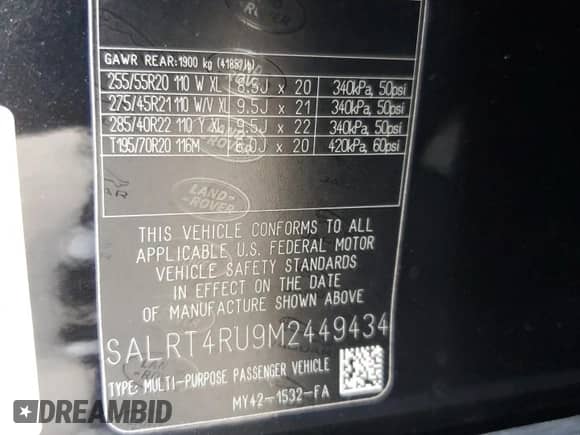 GAWR REAR:1900 kg (4188 lb)
255/55R20 110 W XL 8.5J x 20 340kPa, 50psi
275/45R21 110 W/V XL 9.5J x 21 340kPa, 50psi
285/40R22 110 Y XL 9.5J x 22 340kPa, 50psi
T195/70R20 116M 6.0J x 20 420kPa, 60psi
LAND-
-ROVER
THIS VEHICLE CONFORMS TO ALL
APPLICABLE U.S. FEDERAL MOTOR
VEHICLE SAFETY STANDARDS
IN EFFECT ON THE DATE
OF MANUFACTURE SHOWN ABOVE
SALRT4RU9M2449434
TYPE: MULTI-PURPOSE PASSENGER VEHICLE
MY42-1532-FA
DREAMBID